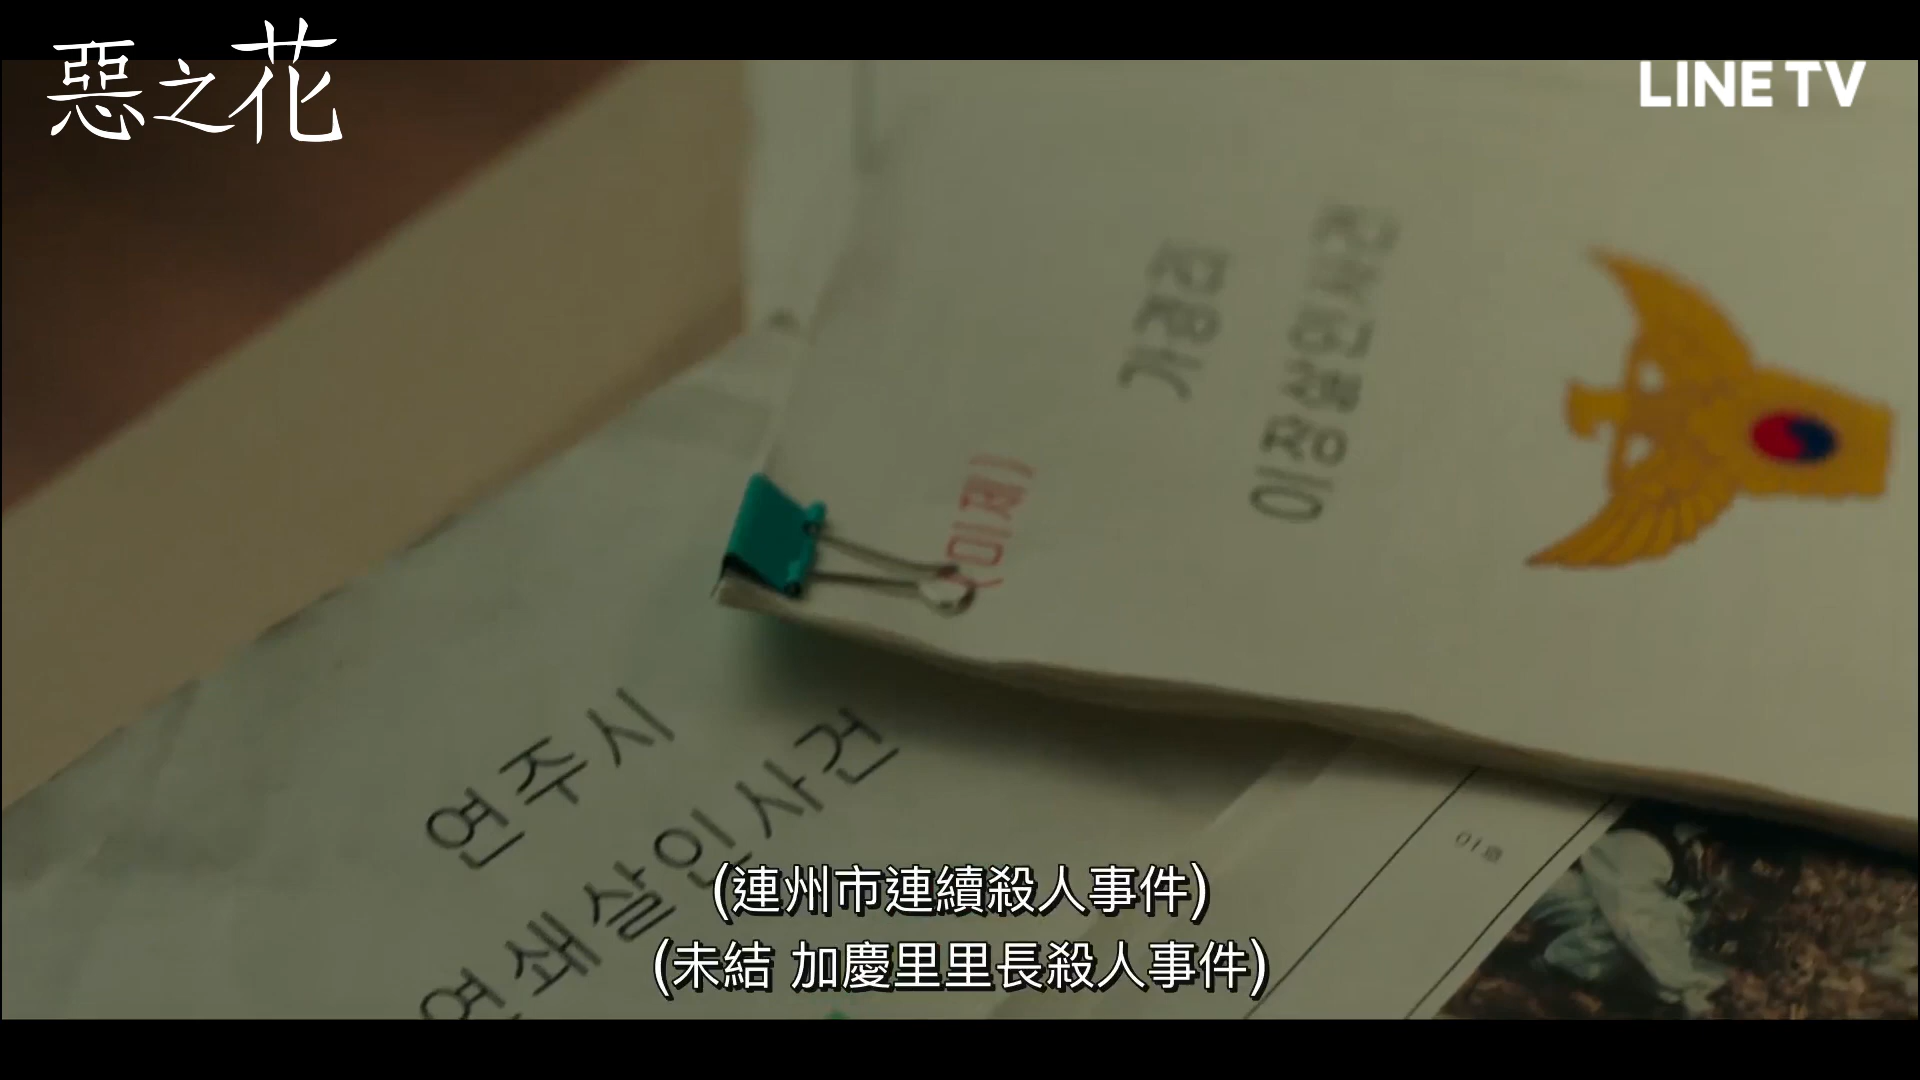 惡之花
LINE TV
가경리
이장살인사건
(미제)
연주시
연쇄살인사건
(連州市連續殺人事件)
(未結 加慶里里長殺人事件)